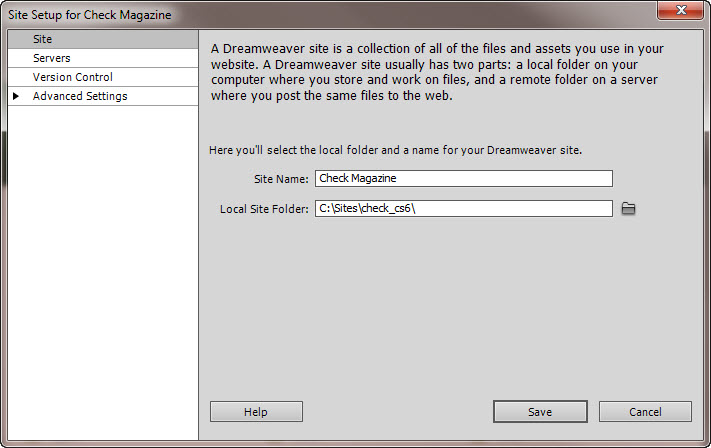 Site Setup for Check Magazine
Site
Servers
Version Control
Advanced Settings
A Dreamweaver site is a collection of all of the files and assets you use in your
website. A Dreamweaver site usually has two parts: a local folder on your
computer where you store and work on files, and a remote folder on a server
where you post the same files to the web.
Here you'll select the local folder and a name for your Dreamweaver site.
Site Name: Check Magazine
Local Site Folder: C:\Sites\check_cs6\
Help Save Cancel